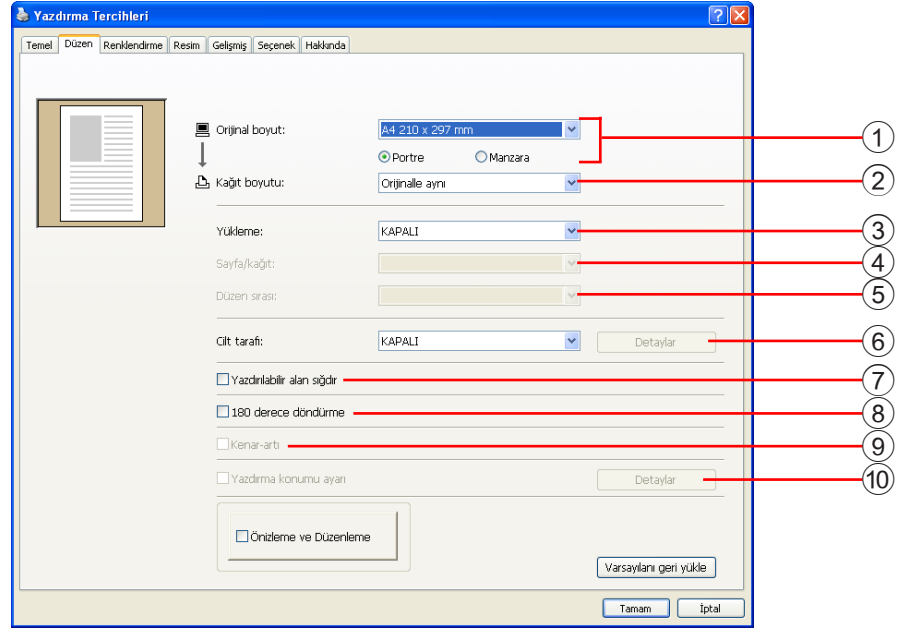 Yazdırma Tercihleri
Temel Düzen Renklendirme Resim Gelişmiş Seçenek Hakkında
Orijinal boyut: A4 210 x 297 mm
1
Portre Manzara
Kağıt boyutu: Orijinalle aynı 2
Yükleme: KAPALI 3
Sayfa/kağıt: 4
Düzen sırası: 5
Cilt tarafı: KAPALI Detaylar 6
Yazdırılabilir alan sığdır 7
180 derece döndürme 8
Kenar-artı 9
Yazdırma konumu ayarı Detaylar 10
Önizleme ve Düzenleme
Varsayılanı geri yükle
Tamam İptal